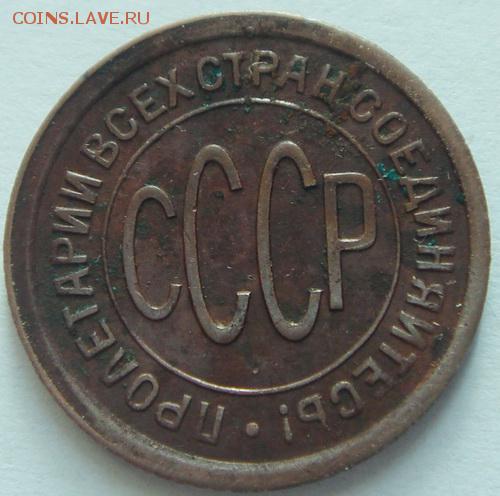 COINS.LAVE.RU
ПРОЛЕТАРИИ ВСЕХ СТРАН СОЕДИНЯЙТЕСЬ! •
СССР